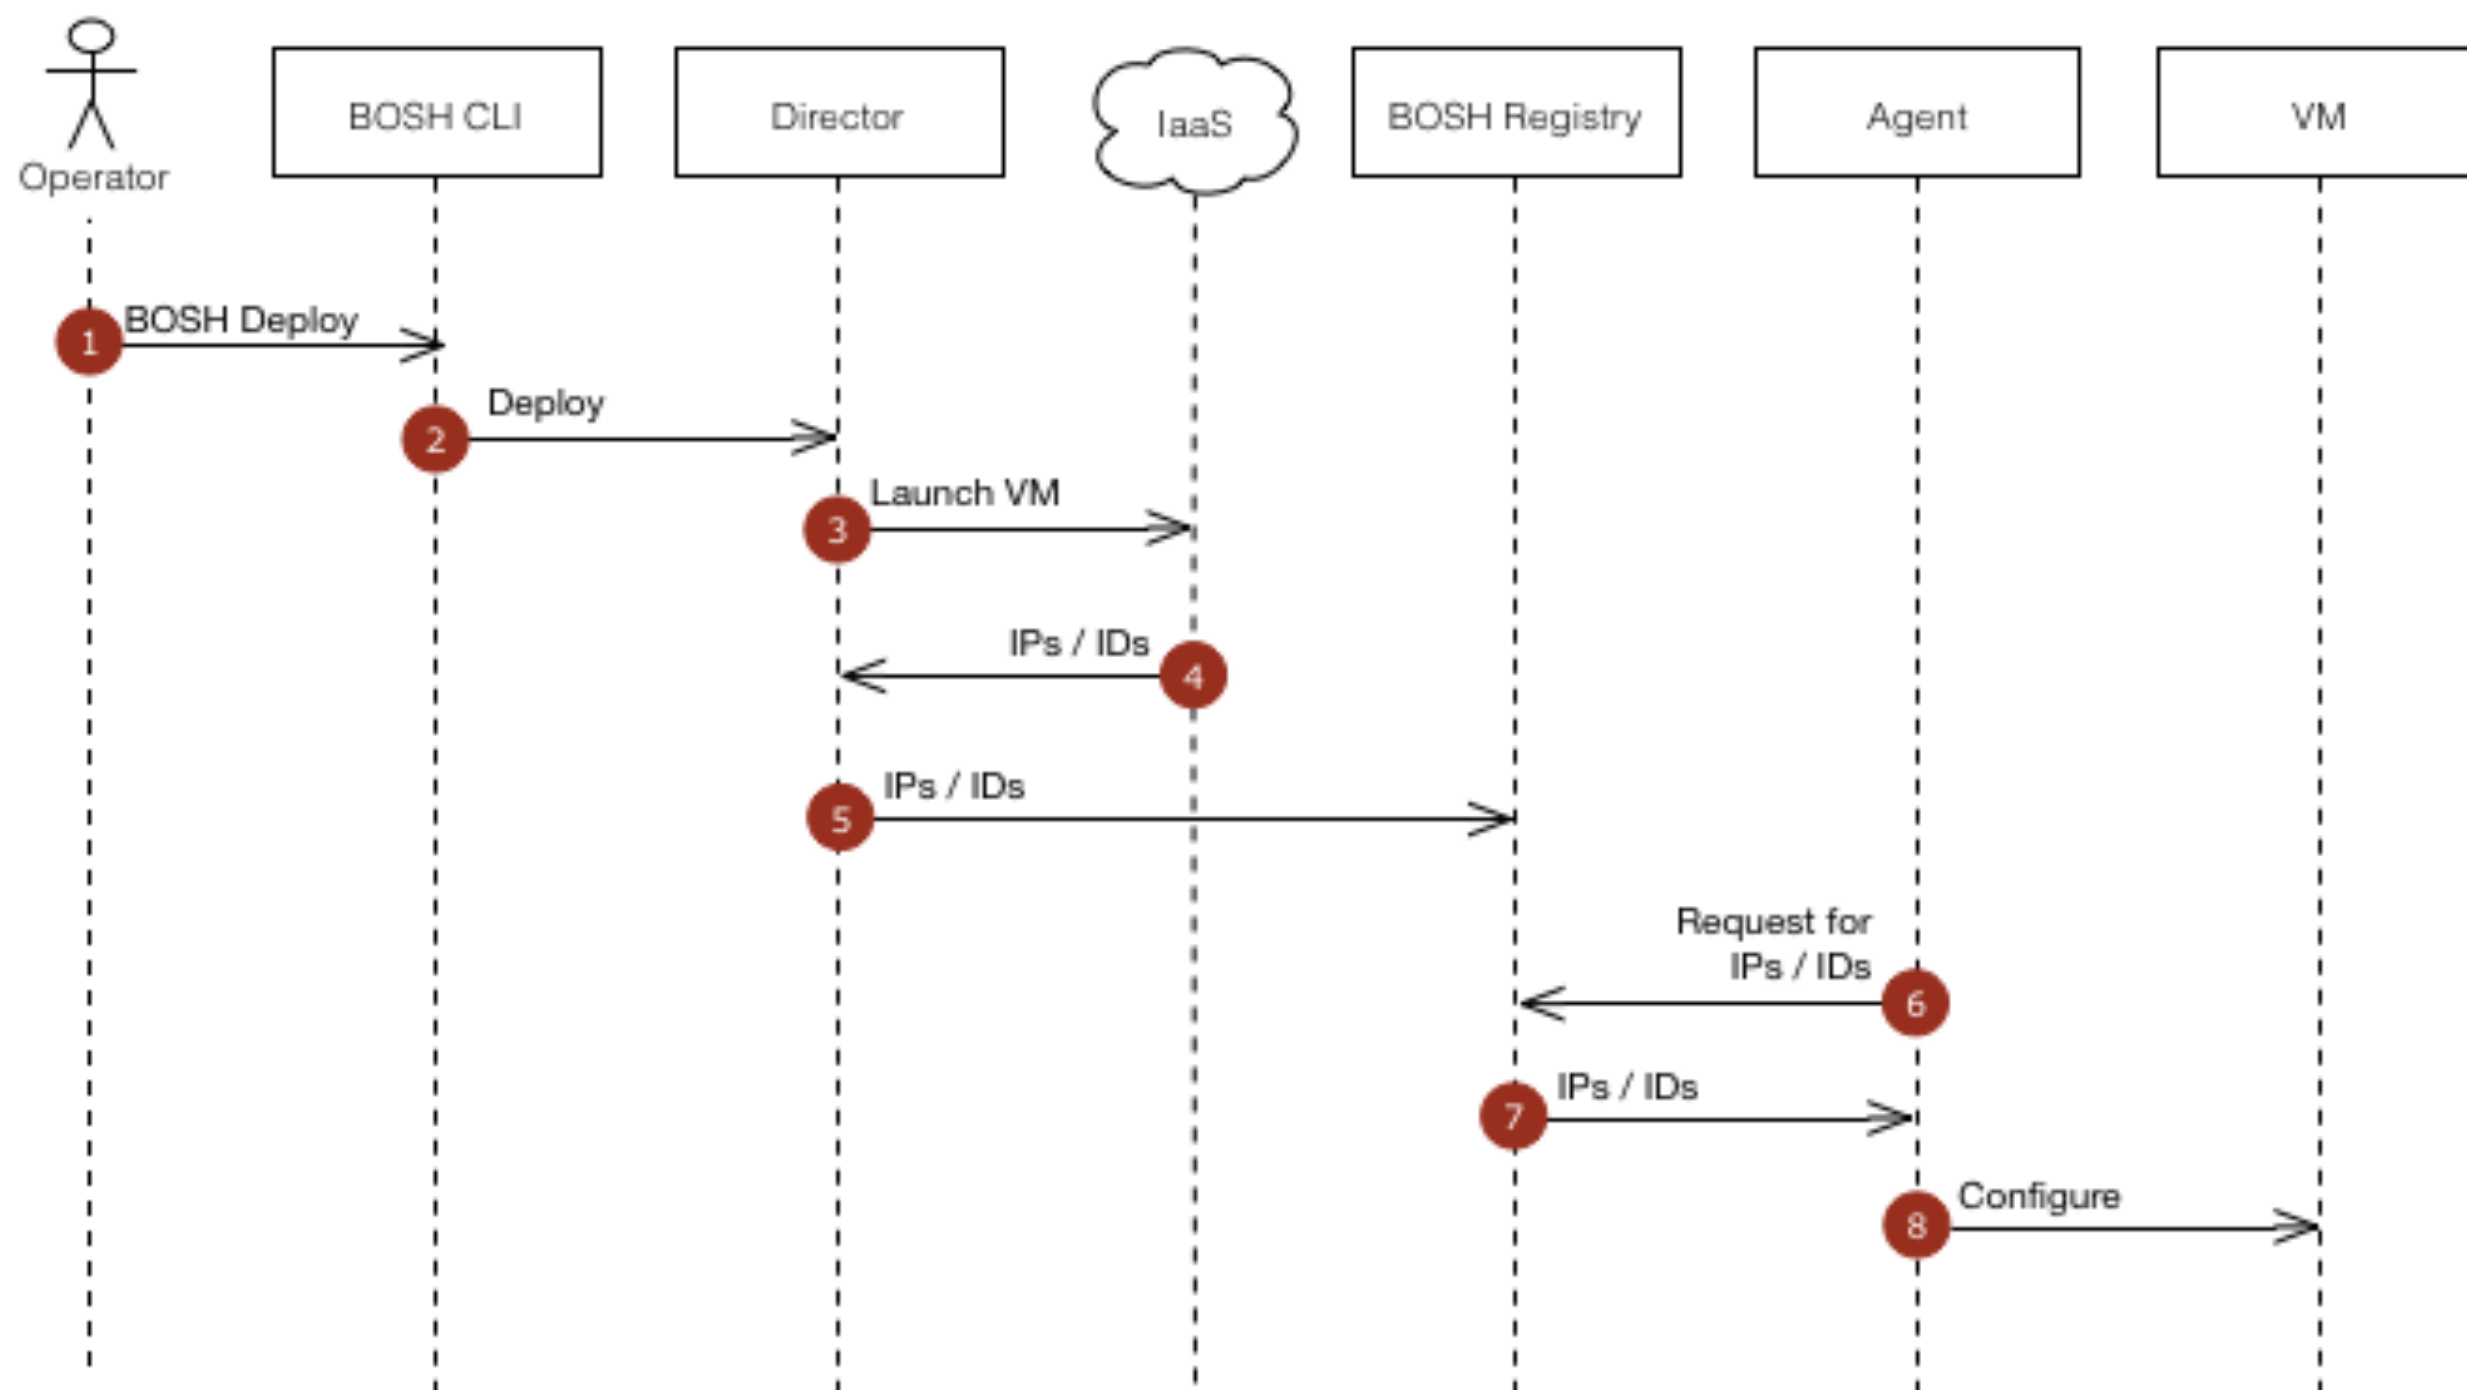 Operator
BOSH CLI
Director
IaaS
BOSH Registry
Agent
VM
1
BOSH Deploy
2
Deploy
3
Launch VM
4
IPs / IDs
5
IPs / IDs
6
Request for
IPs / IDs
7
IPs / IDs
8
Configure